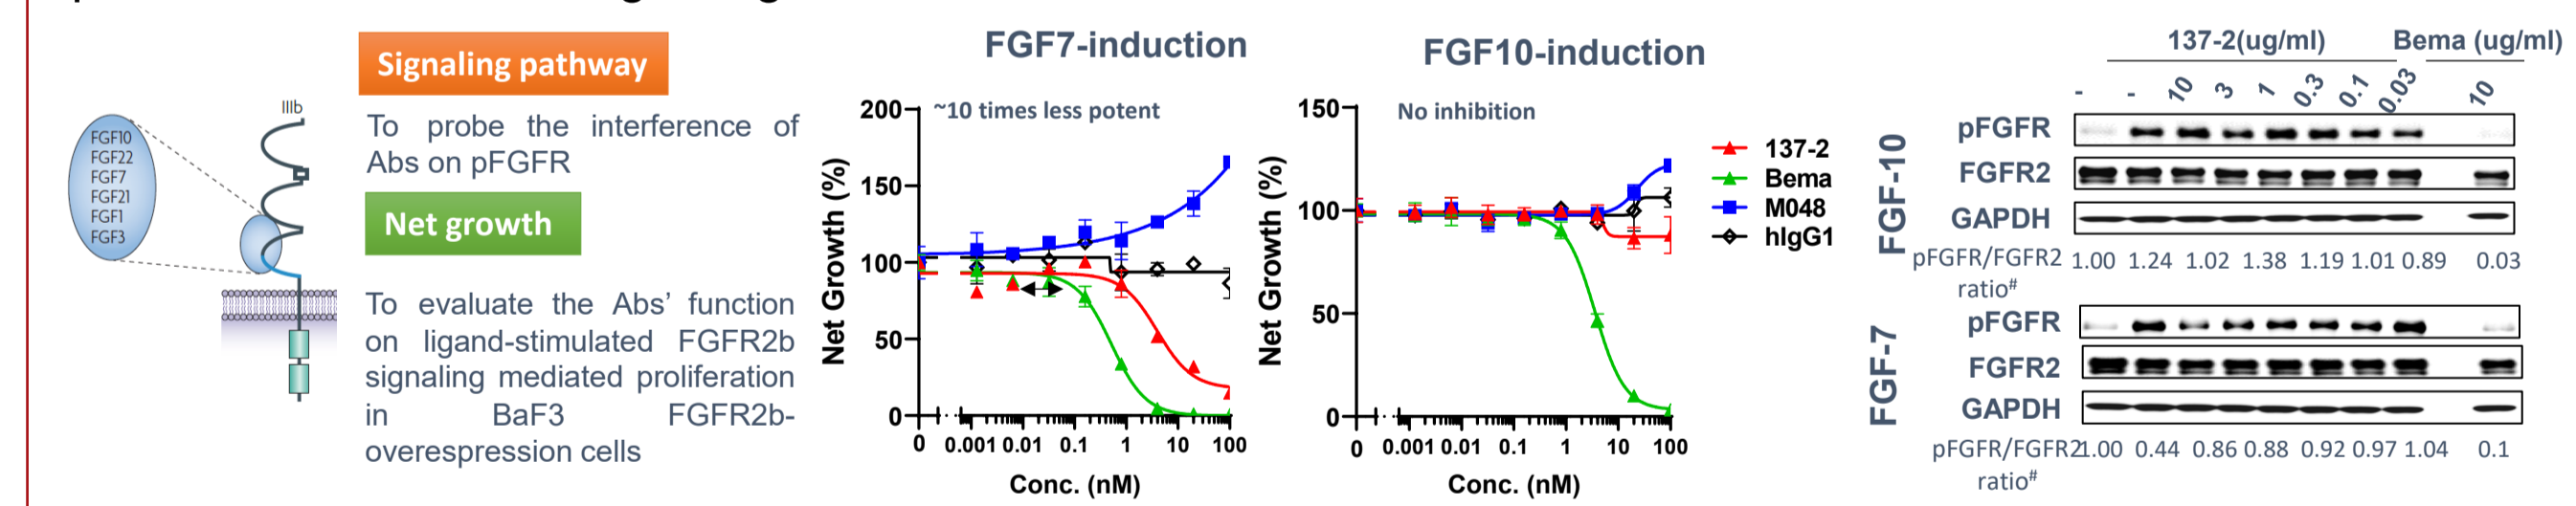 Signaling pathway
To probe the interference of
Abs on pFGFR
Net growth
To evaluate the Abs' function
on ligand-stimulated FGFR2b
signaling mediated proliferation
in BaF3 FGFR2b-
overespression cells
IIIb
FGF10
FGF22
FGF7
FGF21
FGF1
FGF3
FGF7-induction
~10 times less potent
200
150
100
50
0
Net Growth (%)
0 0.001 0.01 0.1 1 10 100
Conc. (nM)
FGF10-induction
No inhibition
150
100
50
0
Net Growth (%)
0 0.001 0.01 0.1 1 10 100
Conc. (nM)
137-2
Bema
M048
hIgG1
137-2(ug/ml) Bema (ug/ml)
- - 10 3 1 0.3 0.1 0.03 10
FGF-10
pFGFR
FGFR2
GAPDH
pFGFR/FGFR2 1.00 1.24 1.02 1.38 1.19 1.01 0.89 0.03
ratio#
FGF-7
pFGFR
FGFR2
GAPDH
pFGFR/FGFR2 1.00 0.44 0.86 0.88 0.92 0.97 1.04 0.1
ratio#